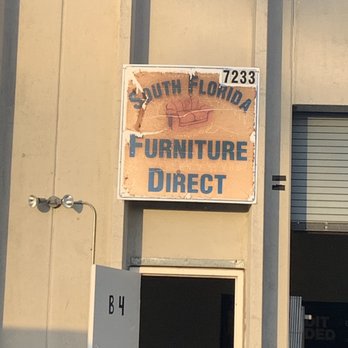 7233
SOUTH FLORIDA
FURNITURE
DIRECT
B4